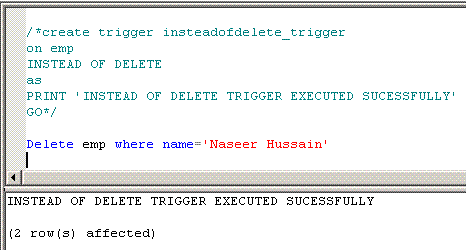 /*create trigger insteadofdelete_trigger
on emp
INSTEAD OF DELETE
as
PRINT 'INSTEAD OF DELETE TRIGGER EXECUTED SUCESSFULLY'
GO*/
Delete emp where name='Naseer Hussain'
INSTEAD OF DELETE TRIGGER EXECUTED SUCESSFULLY
(2 row(s) affected)